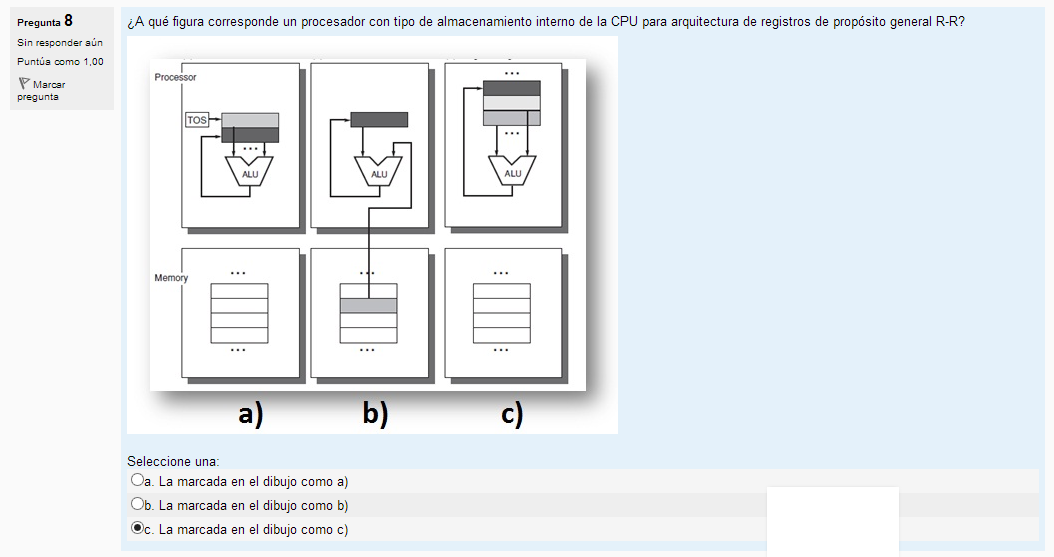 Pregunta 8
Sin responder aún
Puntúa como 1,00
Marcar
pregunta
¿A qué figura corresponde un procesador con tipo de almacenamiento interno de la CPU para arquitectura de registros de propósito general R-R?
Processor
...
TOS
...
...
ALU
ALU
ALU
Memory
...
...
...
...
...
...
a)
b)
c)
Seleccione una:
a. La marcada en el dibujo como a)
b. La marcada en el dibujo como b)
c. La marcada en el dibujo como c)